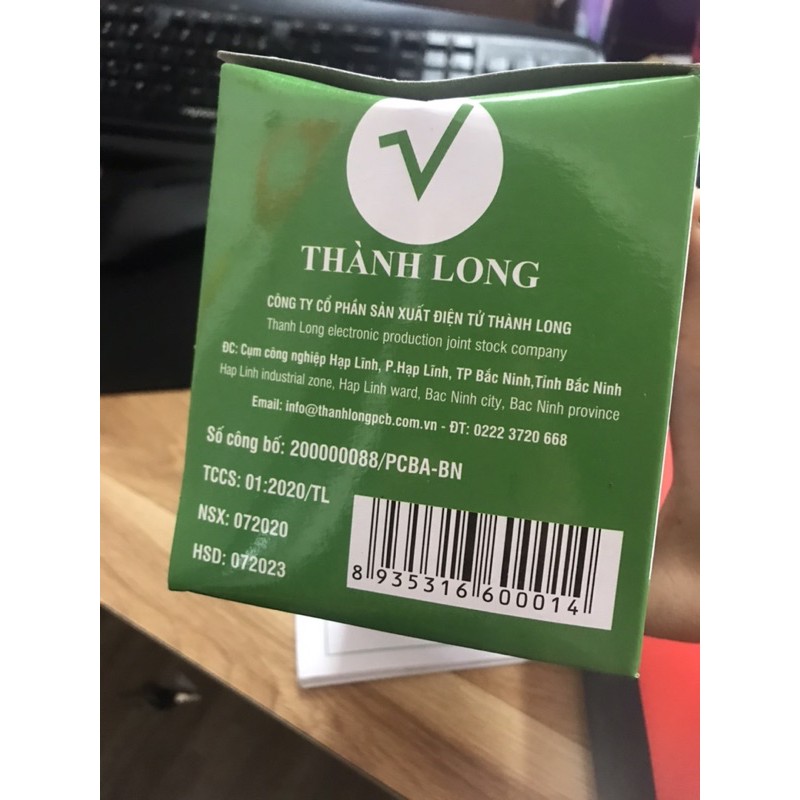 THÀNH LONG
CÔNG TY CỔ PHẦN SẢN XUẤT ĐIỆN TỬ THÀNH LONG
Thanh Long electronic production joint stock company
ĐC: Cụm công nghiệp Hạp Lĩnh, P.Hạp Lĩnh, TP Bắc Ninh,Tỉnh Bắc Ninh
Hap Linh industrial zone, Hap Linh ward, Bac Ninh city, Bac Ninh province
Email: info@thanhlongpcb.com.vn - ĐT: 0222 3720 668
Số công bố: 200000088/PCBA-BN
TCCS: 01:2020/TL
NSX: 072020
HSD: 072023
8 935316 600014